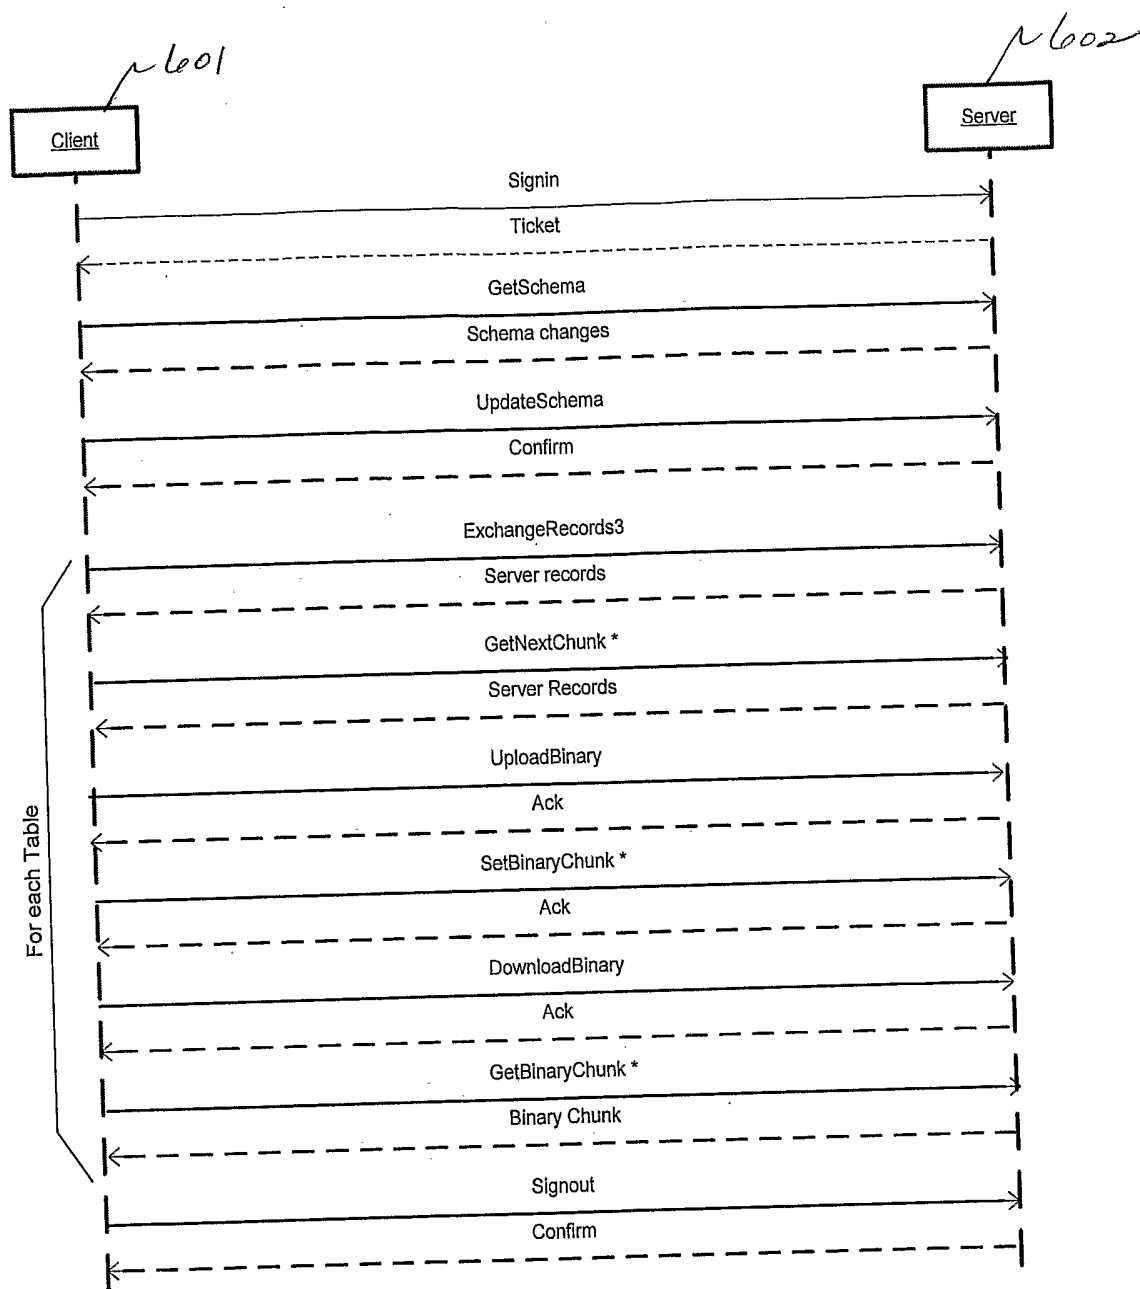 601
602
Client
Server
Signin
Ticket
GetSchema
Schema changes
UpdateSchema
Confirm
ExchangeRecords3
Server records
GetNextChunk *
Server Records
UploadBinary
Ack
SetBinaryChunk *
Ack
DownloadBinary
Ack
GetBinaryChunk *
Binary Chunk
For each Table
Signout
Confirm